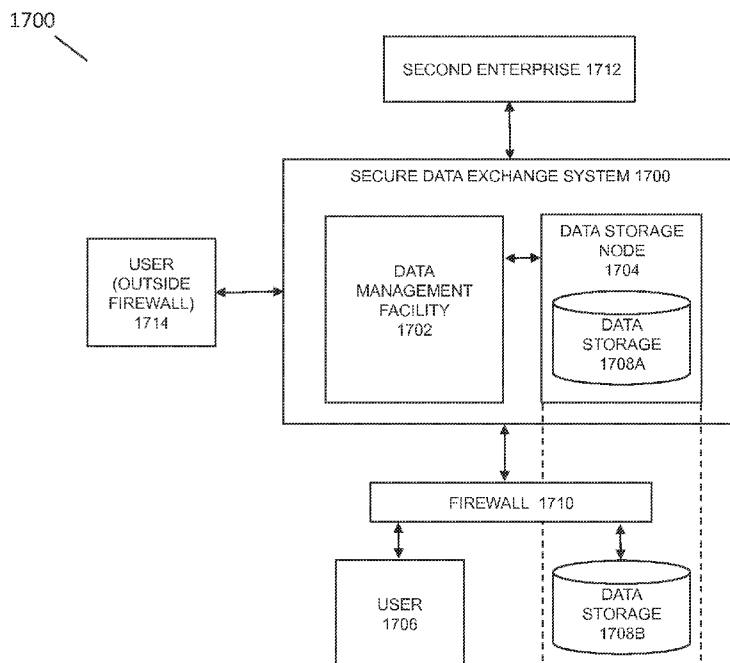 1700
SECOND ENTERPRISE 1712
SECURE DATA EXCHANGE SYSTEM 1700
USER
(OUTSIDE
FIREWALL)
1714
DATA
MANAGEMENT
FACILITY
1702
DATA STORAGE
NODE
1704
DATA
STORAGE
1708A
FIREWALL 1710
USER
1706
DATA
STORAGE
1708B